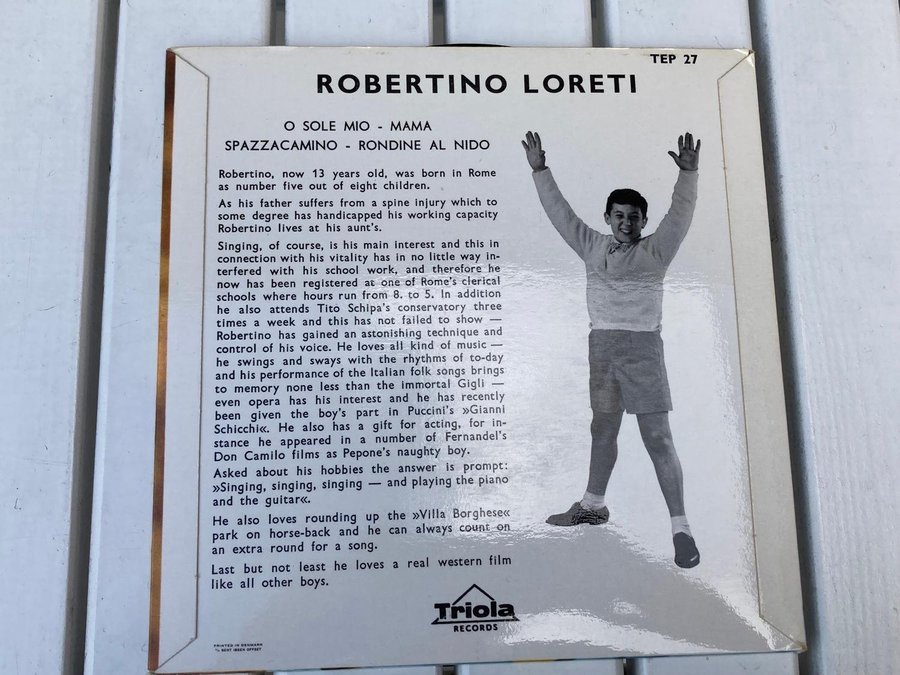 TEP 27
ROBERTINO LORETI
O SOLE MIO - MAMA
SPAZZACAMINO - RONDINE AL NIDO
Robertino, now 13 years old, was born in Rome
as number five out of eight children.
As his father suffers from a spine injury which to
some degree has handicapped his working capacity
Robertino lives at his aunt's.
Singing, of course, is his main interest and this in
connection with his vitality has in no little way in-
terfered with his school work, and therefore he
now has been registered at one of Rome's clerical
schools where hours run from 8. to 5. In addition
he also attends Tito Schipa's conservatory three
times a week and this has not failed to show —
Robertino has gained an astonishing technique and
control of his voice. He loves all kind of music —
he swings and sways with the rhythms of to-day
and his performance of the Italian folk songs brings
to memory none less than the immortal Gigli —
even opera has his interest and he has recently
been given the boy's part in Puccini's »Gianni
Schicchi«. He also has a gift for acting, for in-
stance he appeared in a number of Fernandel's
Don Camilo films as Pepone's naughty boy.
Asked about his hobbies the answer is prompt:
»Singing, singing, singing — and playing the piano
and the guitar«.
He also loves rounding up the »Villa Borghese«
park on horse-back and he can always count on
an extra round for a song.
Last but not least he loves a real western film
like all other boys.
Triola
RECORDS
PRINTED IN DENMARK
IBSEN OFFSET